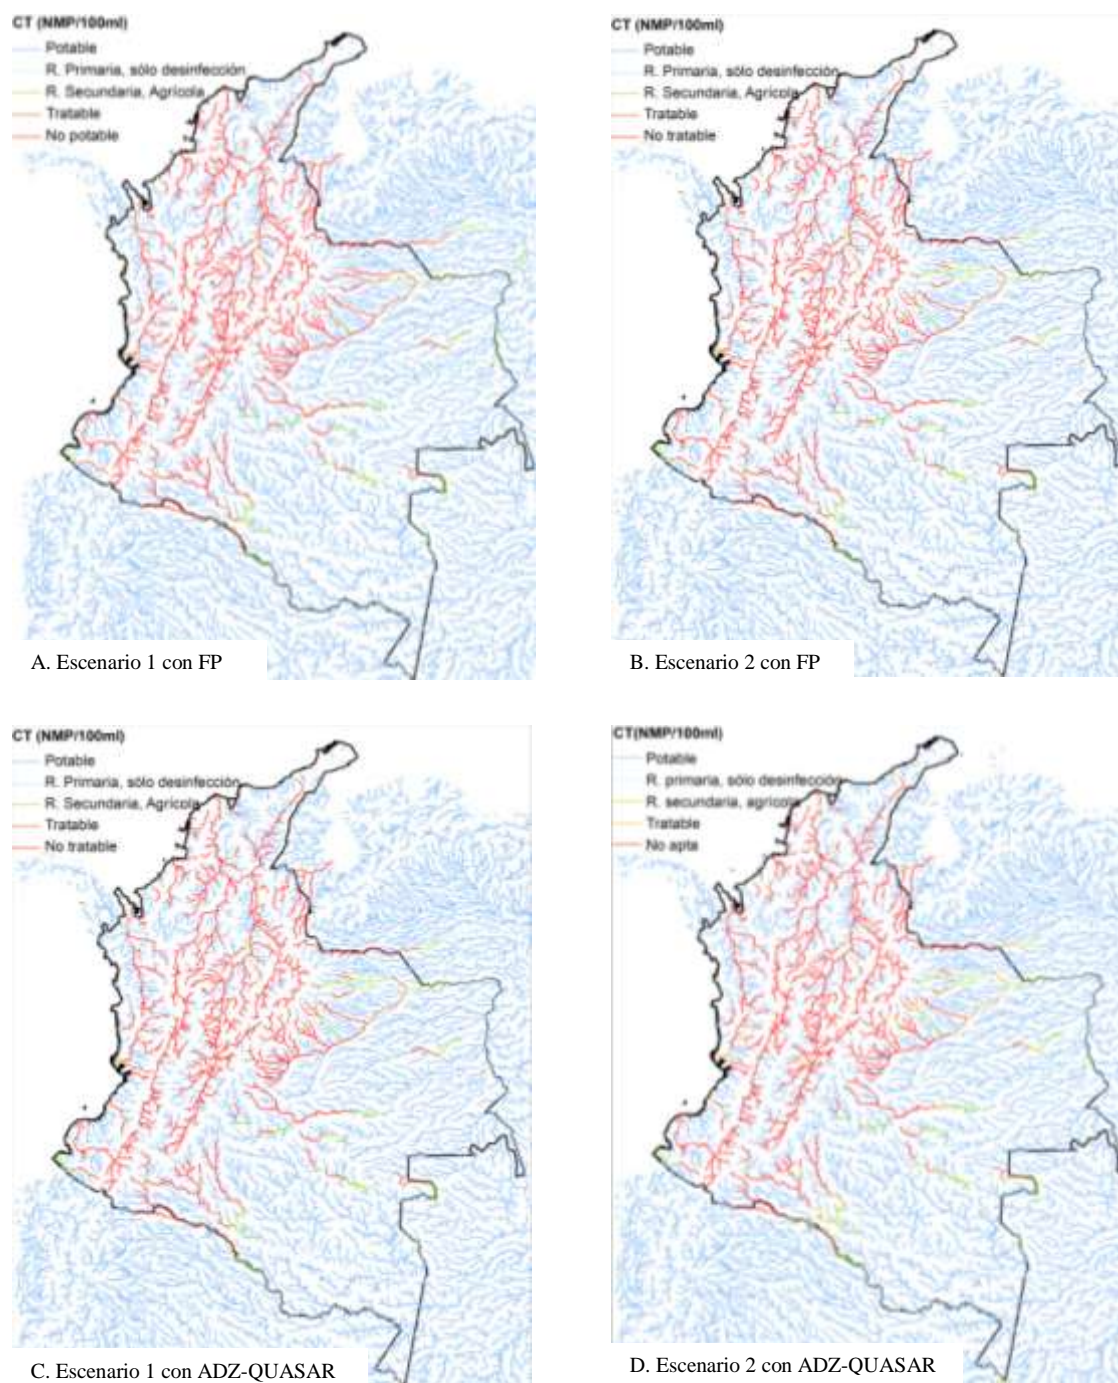 CT (NMP/100ml)
Potable
R. Primaria, sólo desinfección
R. Secundaria, Agrícola
Tratable
No potable
A. Escenario 1 con FP
CT (NMP/100ml)
Potable
R. Primaria, sólo desinfección
R. Secundaria, Agrícola
Tratable
No tratable
B. Escenario 2 con FP
CT (NMP/100ml)
Potable
R. Primaria, sólo desinfección
R. Secundaria, Agrícola
Tratable
No tratable
C. Escenario 1 con ADZ-QUASAR
CT(NMP/100ml)
Potable
R. primaria, sólo desinfección
R. secundaria, agrícola
Tratable
No apta
D. Escenario 2 con ADZ-QUASAR